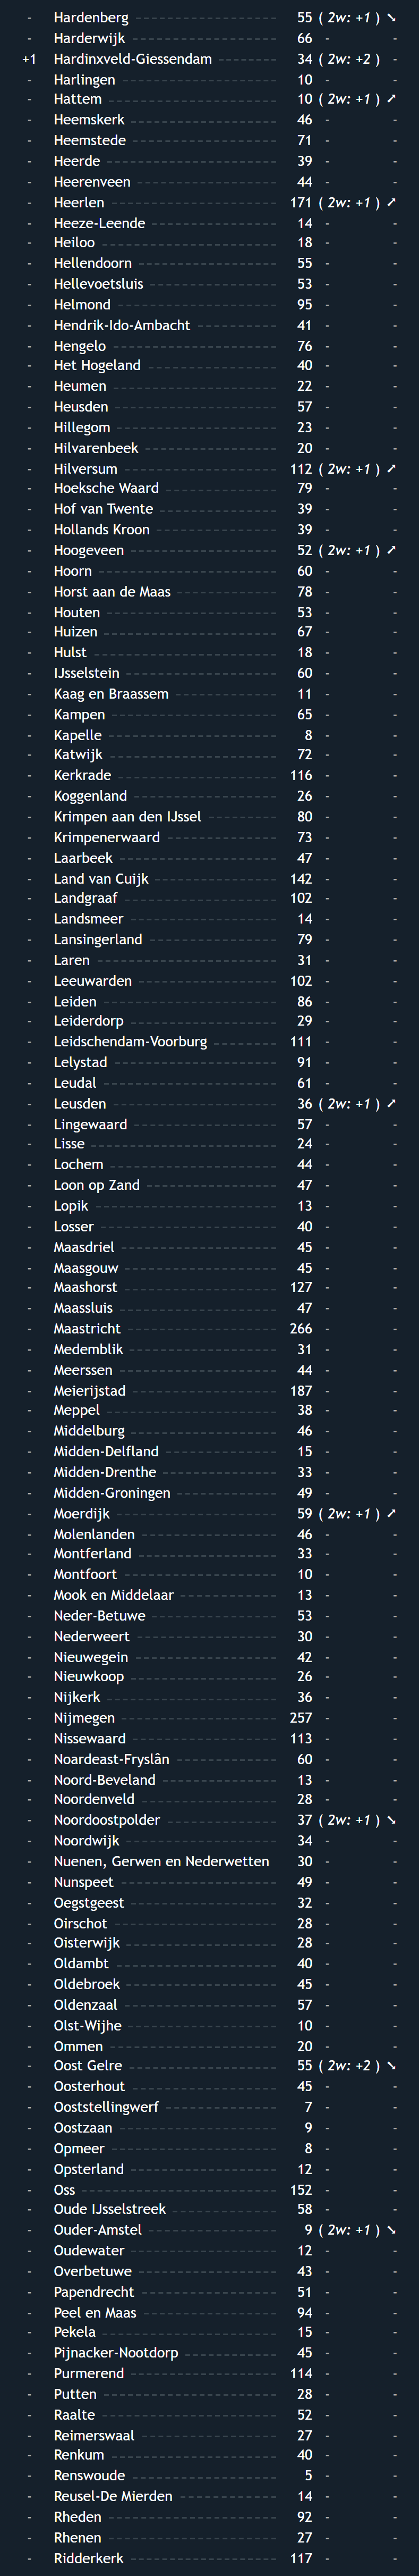 - Hardenberg 55 ( 2w: +1 ) ➘
- Harderwijk 66 - -
+1 Hardinxveld-Giessendam 34 ( 2w: +2 ) -
- Harlingen 10 - -
- Hattem 10 ( 2w: +1 ) ➚
- Heemskerk 46 - -
- Heemstede 71 - -
- Heerde 39 - -
- Heerenveen 44 - -
- Heerlen 171 ( 2w: +1 ) ➚
- Heeze-Leende 14 - -
- Heiloo 18 - -
- Hellendoorn 55 - -
- Hellevoetsluis 53 - -
- Helmond 95 - -
- Hendrik-Ido-Ambacht 41 - -
- Hengelo 76 - -
- Het Hogeland 40 - -
- Heumen 22 - -
- Heusden 57 - -
- Hillegom 23 - -
- Hilvarenbeek 20 - -
- Hilversum 112 ( 2w: +1 ) ➚
- Hoeksche Waard 79 - -
- Hof van Twente 39 - -
- Hollands Kroon 39 - -
- Hoogeveen 52 ( 2w: +1 ) ➚
- Hoorn 60 - -
- Horst aan de Maas 78 - -
- Houten 53 - -
- Huizen 67 - -
- Hulst 18 - -
- IJsselstein 60 - -
- Kaag en Braassem 11 - -
- Kampen 65 - -
- Kapelle 8 - -
- Katwijk 72 - -
- Kerkrade 116 - -
- Koggenland 26 - -
- Krimpen aan den IJssel 80 - -
- Krimpenerwaard 73 - -
- Laarbeek 47 - -
- Land van Cuijk 142 - -
- Landgraaf 102 - -
- Landsmeer 14 - -
- Lansingerland 79 - -
- Laren 31 - -
- Leeuwarden 102 - -
- Leiden 86 - -
- Leiderdorp 29 - -
- Leidschendam-Voorburg 111 - -
- Lelystad 91 - -
- Leudal 61 - -
- Leusden 36 ( 2w: +1 ) ➚
- Lingewaard 57 - -
- Lisse 24 - -
- Lochem 44 - -
- Loon op Zand 47 - -
- Lopik 13 - -
- Losser 40 - -
- Maasdriel 45 - -
- Maasgouw 45 - -
- Maashorst 127 - -
- Maassluis 47 - -
- Maastricht 266 - -
- Medemblik 31 - -
- Meerssen 44 - -
- Meierijstad 187 - -
- Meppel 38 - -
- Middelburg 46 - -
- Midden-Delfland 15 - -
- Midden-Drenthe 33 - -
- Midden-Groningen 49 - -
- Moerdijk 59 ( 2w: +1 ) ➚
- Molenlanden 46 - -
- Montferland 33 - -
- Montfoort 10 - -
- Mook en Middelaar 13 - -
- Neder-Betuwe 53 - -
- Nederweert 30 - -
- Nieuwegein 42 - -
- Nieuwkoop 26 - -
- Nijkerk 36 - -
- Nijmegen 257 - -
- Nissewaard 113 - -
- Noardeast-Fryslân 60 - -
- Noord-Beveland 13 - -
- Noordenveld 28 - -
- Noordoostpolder 37 ( 2w: +1 ) ➘
- Noordwijk 34 - -
- Nuenen, Gerwen en Nederwetten 30 - -
- Nunspeet 49 - -
- Oegstgeest 32 - -
- Oirschot 28 - -
- Oisterwijk 28 - -
- Oldambt 40 - -
- Oldebroek 45 - -
- Oldenzaal 57 - -
- Olst-Wijhe 10 - -
- Ommen 20 - -
- Oost Gelre 55 ( 2w: +2 ) ➘
- Oosterhout 45 - -
- Ooststellingwerf 7 - -
- Oostzaan 9 - -
- Opmeer 8 - -
- Opsterland 12 - -
- Oss 152 - -
- Oude IJsselstreek 58 - -
- Ouder-Amstel 9 ( 2w: +1 ) ➘
- Oudewater 12 - -
- Overbetuwe 43 - -
- Papendrecht 51 - -
- Peel en Maas 94 - -
- Pekela 15 - -
- Pijnacker-Nootdorp 45 - -
- Purmerend 114 - -
- Putten 28 - -
- Raalte 52 - -
- Reimerswaal 27 - -
- Renkum 40 - -
- Renswoude 5 - -
- Reusel-De Mierden 14 - -
- Rheden 92 - -
- Rhenen 27 - -
- Ridderkerk 117 - -